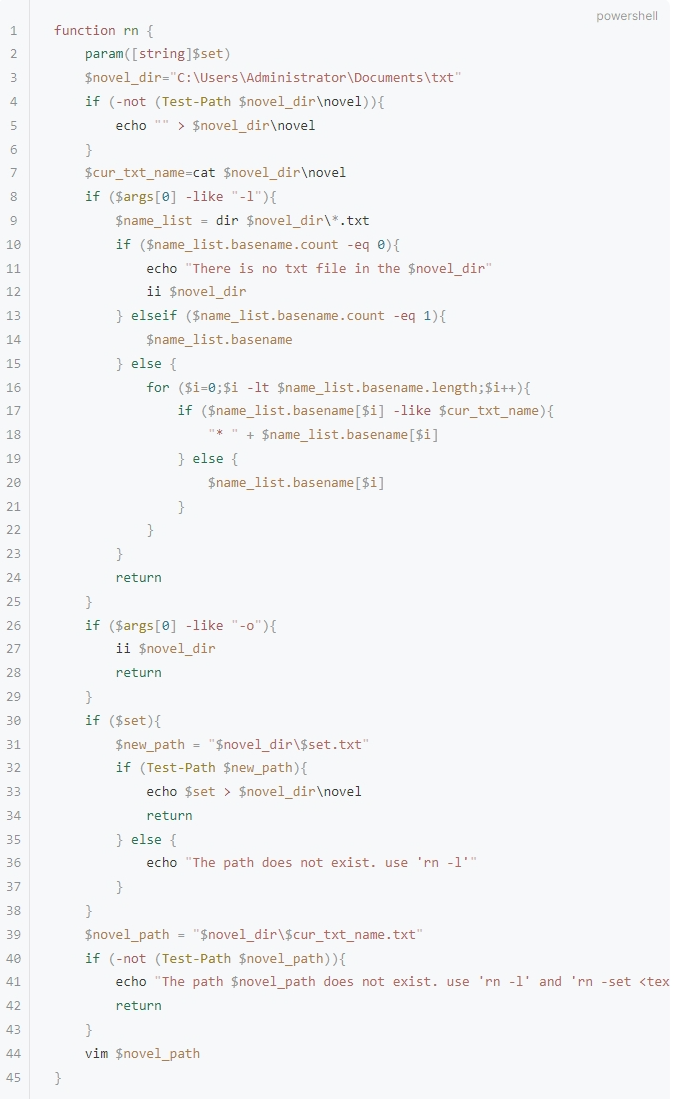 powershell
1 function rn {
2     param([string]$set)
3     $novel_dir="C:\Users\Administrator\Documents\txt"
4     if (-not (Test-Path $novel_dir\novel)){
5         echo "" > $novel_dir\novel
6     }
7     $cur_txt_name=cat $novel_dir\novel
8     if ($args[0] -like "-l"){
9         $name_list = dir $novel_dir\*.txt
10         if ($name_list.basename.count -eq 0){
11             echo "There is no txt file in the $novel_dir"
12             ii $novel_dir
13         } elseif ($name_list.basename.count -eq 1){
14             $name_list.basename
15         } else {
16             for ($i=0;$i -lt $name_list.basename.length;$i++){
17                 if ($name_list.basename[$i] -like $cur_txt_name){
18                     "* " + $name_list.basename[$i]
19                 } else {
20                     $name_list.basename[$i]
21                 }
22             }
23         }
24         return
25     }
26     if ($args[0] -like "-o"){
27         ii $novel_dir
28         return
29     }
30     if ($set){
31         $new_path = "$novel_dir\$set.txt"
32         if (Test-Path $new_path){
33             echo $set > $novel_dir\novel
34             return
35         } else {
36             echo "The path does not exist. use 'rn -l'"
37         }
38     }
39     $novel_path = "$novel_dir\$cur_txt_name.txt"
40     if (-not (Test-Path $novel_path)){
41         echo "The path $novel_path does not exist. use 'rn -l' and 'rn -set <tex
42         return
43     }
44     vim $novel_path
45 }